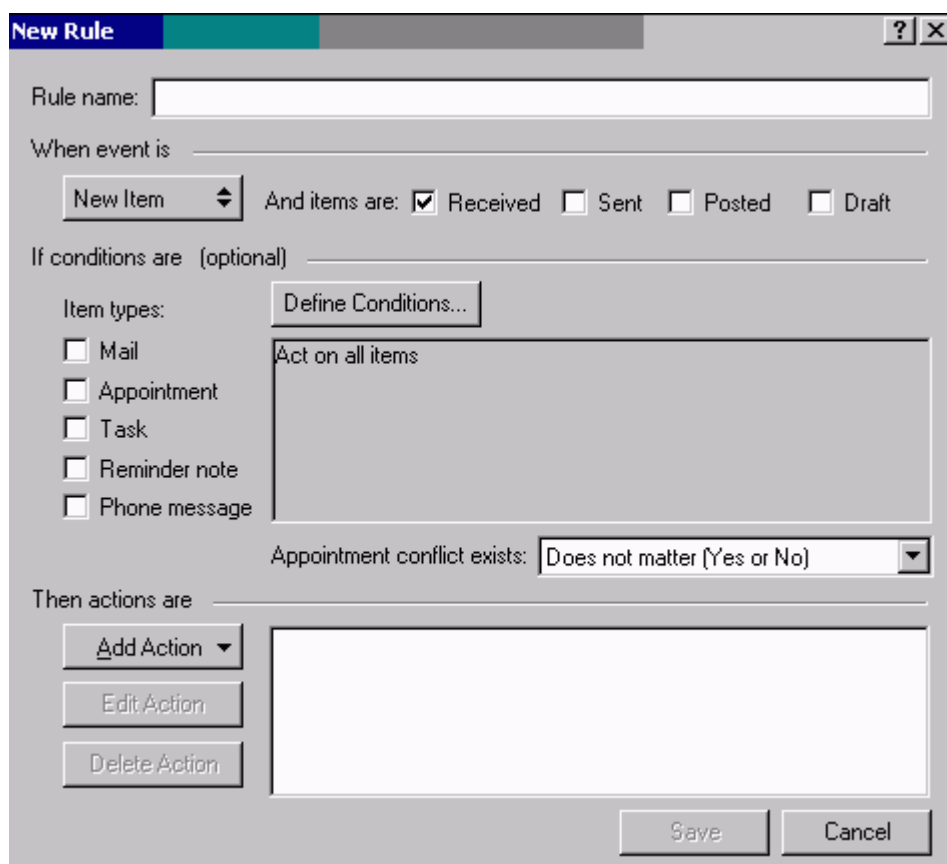 New Rule
Rule name:
When event is
New Item And items are: Received Sent Posted Draft
If conditions are (optional)
Item types: Define Conditions...
Mail
Act on all items
Appointment
Task
Reminder note
Phone message
Appointment conflict exists: Does not matter (Yes or No)
Then actions are
Add Action
Edit Action
Delete Action
Save Cancel